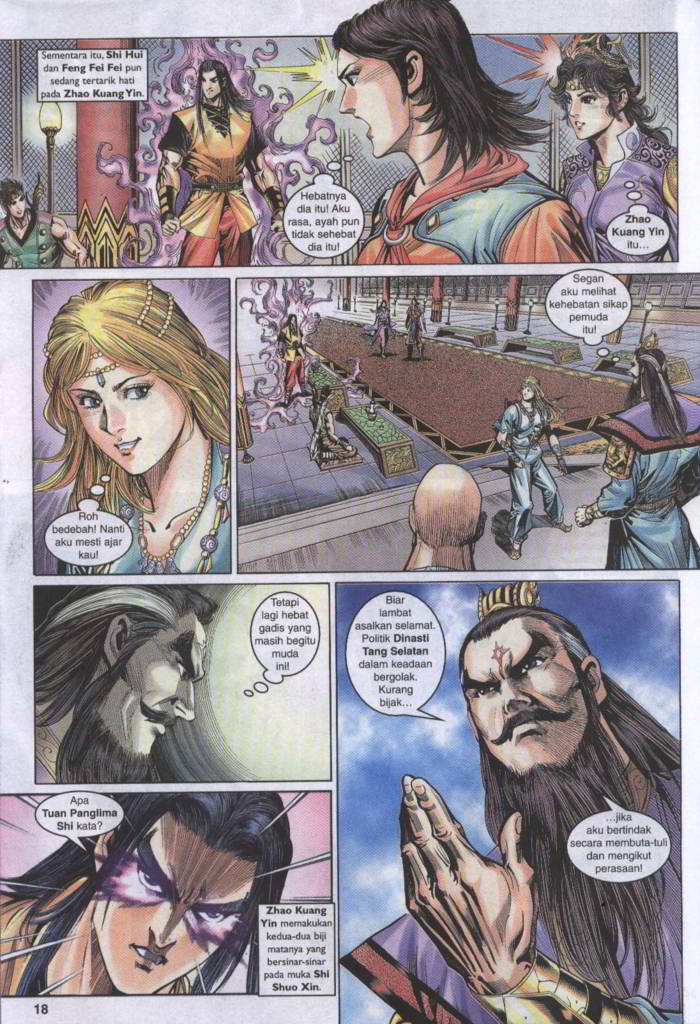 Sementara itu, Shi Hui
dan Feng Fei Fei pun
sedang tertarik hati
pada Zhao Kuang Yin.
Hebatnya
dia itu! Aku
rasa, ayah pun
tidak sehebat
dia itu!
Zhao
Kuang Yin
itu...
Roh
bedebah! Nanti
aku mesti ajar
kau!
Segan
aku melihat
kehebatan sikap
pemuda
itu!
Tetapi
lagi hebat
gadis yang
masih begitu
muda
ini!
Biar
lambat
asalkan selamat.
Politik Dinasti
Tang Selatan
dalam keadaan
bergolak.
Kurang
bijak...
...jika
aku bertindak
secara membuta-tuli
dan mengikut
perasaan!
Apa
Tuan Panglima
Shi kata?
Zhao Kuang
Yin memakukan
kedua-dua biji
matanya yang
bersinar-sinar
pada muka Shi
Shuo Xin.
18